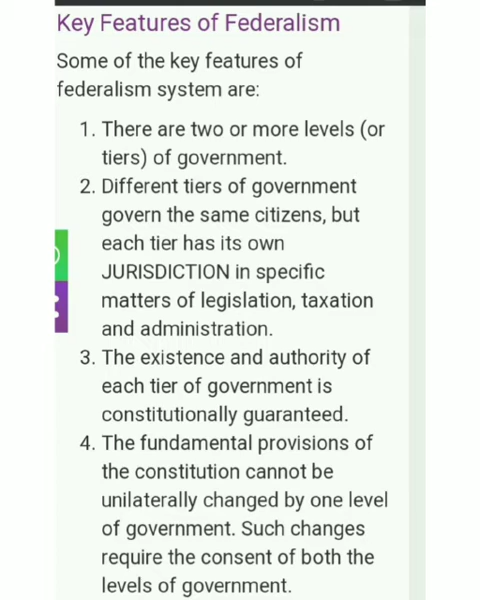 Key Features of Federalism
Some of the key features of
federalism system are:
1. There are two or more levels (or
tiers) of government.
2. Different tiers of government
govern the same citizens, but
each tier has its own
JURISDICTION in specific
matters of legislation, taxation
and administration.
3. The existence and authority of
each tier of government is
constitutionally guaranteed.
4. The fundamental provisions of
the constitution cannot be
unilaterally changed by one level
of government. Such changes
require the consent of both the
levels of government.